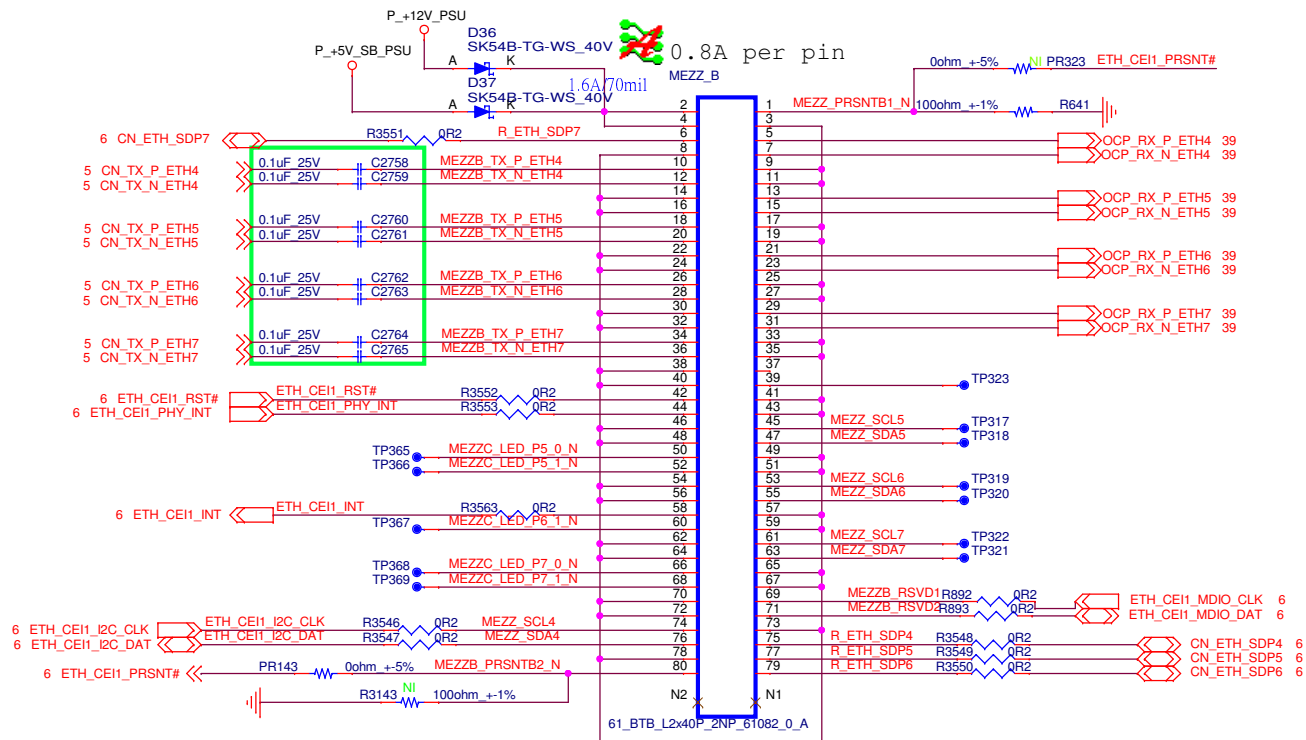 P_+12V_PSU
P_+5V_SB_PSU
D36
SK54B-TG-WS_40V
A K
D37
SK54B-TG-WS_40V
A K
1.6A/70mil
0.8A per pin
MEZZ_B
0ohm_+-5% NI PR323 ETH_CEI1_PRSNT#
MEZZ_PRSNTB1_N 100ohm_+-1% R641
2 1
4 3
6 CN_ETH_SDP7 R3551 0R2 R_ETH_SDP7 6 5 OCP_RX_P_ETH4 39
8 7 OCP_RX_N_ETH4 39
5 CN_TX_P_ETH4 0.1uF_25V C2758 MEZZB_TX_P_ETH4 10 9
5 CN_TX_N_ETH4 0.1uF_25V C2759 MEZZB_TX_N_ETH4 12 11
14 13 OCP_RX_P_ETH5 39
16 15 OCP_RX_N_ETH5 39
5 CN_TX_P_ETH5 0.1uF_25V C2760 MEZZB_TX_P_ETH5 18 17
5 CN_TX_N_ETH5 0.1uF_25V C2761 MEZZB_TX_N_ETH5 20 19
22 21 OCP_RX_P_ETH6 39
24 23 OCP_RX_N_ETH6 39
5 CN_TX_P_ETH6 0.1uF_25V C2762 MEZZB_TX_P_ETH6 26 25
5 CN_TX_N_ETH6 0.1uF_25V C2763 MEZZB_TX_N_ETH6 28 27
30 29 OCP_RX_P_ETH7 39
32 31 OCP_RX_N_ETH7 39
5 CN_TX_P_ETH7 0.1uF_25V C2764 MEZZB_TX_P_ETH7 34 33
5 CN_TX_N_ETH7 0.1uF_25V C2765 MEZZB_TX_N_ETH7 36 35
38 37
40 39 TP323
6 ETH_CEI1_RST# ETH_CEI1_RST# R3552 0R2 42 41
6 ETH_CEI1_PHY_INT ETH_CEI1_PHY_INT R3553 0R2 44 43
46 45 MEZZ_SCL5 TP317
48 47 MEZZ_SDA5 TP318
TP365 MEZZC_LED_P5_0_N 50 49
TP366 MEZZC_LED_P5_1_N 52 51
54 53 MEZZ_SCL6 TP319
56 55 MEZZ_SDA6 TP320
6 ETH_CEI1_INT ETH_CEI1_INT R3563 0R2 58 57
TP367 MEZZC_LED_P6_1_N 60 59
62 61 MEZZ_SCL7 TP322
64 63 MEZZ_SDA7 TP321
TP368 MEZZC_LED_P7_0_N 66 65
TP369 MEZZC_LED_P7_1_N 68 67
70 69 MEZZB_RSVD1 R892 0R2 ETH_CEI1_MDIO_CLK 6
72 71 MEZZB_RSVD2 R893 0R2 ETH_CEI1_MDIO_DAT 6
6 ETH_CEI1_I2C_CLK ETH_CEI1_I2C_CLK R3546 0R2 MEZZ_SCL4 74 73
6 ETH_CEI1_I2C_DAT ETH_CEI1_I2C_DAT R3547 0R2 MEZZ_SDA4 76 75 R_ETH_SDP4 R3548 0R2 CN_ETH_SDP4 6
78 77 R_ETH_SDP5 R3549 0R2 CN_ETH_SDP5 6
6 ETH_CEI1_PRSNT# PR143 0ohm_+-5% MEZZB_PRSNTB2_N 80 79 R_ETH_SDP6 R3550 0R2 CN_ETH_SDP6 6
R3143 NI 100ohm_+-1% N2 N1
61_BTB_L2x40P_2NP_61082_0_A